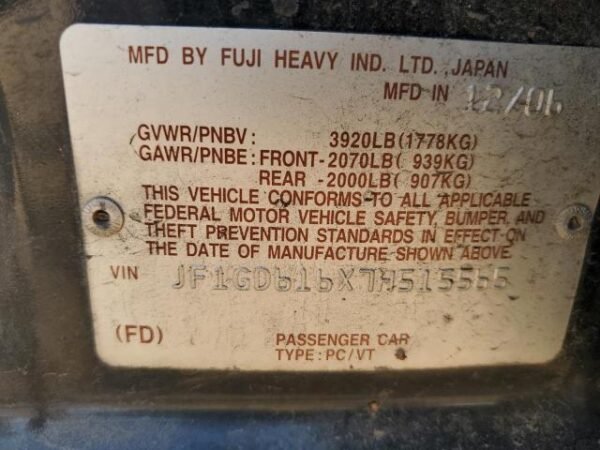 MFD BY FUJI HEAVY IND. LTD. ,JAPAN
MFD IN 12/06
GVWR/PNBV : 3920LB(1778KG)
GAWR/PNBE : FRONT-2070LB( 939KG)
REAR -2000LB( 907KG)
THIS VEHICLE CONFORMS TO ALL APPLICABLE
FEDERAL MOTOR VEHICLE SAFETY, BUMPER, AND
THEFT PREVENTION STANDARDS IN EFFECT ON
THE DATE OF MANUFACTURE SHOWN ABOVE.
VIN JF1GD616X7H515565
(FD) PASSENGER CAR
TYPE : PC/VT